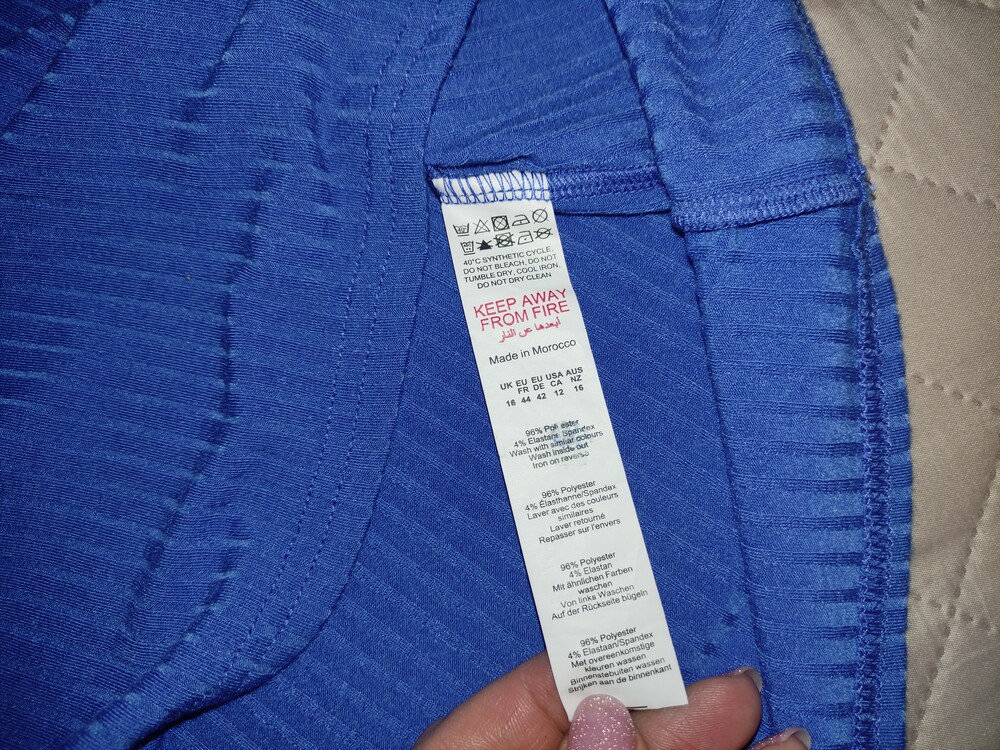 40°C SYNTHETIC CYCLE,
DO NOT BLEACH, DO NOT
TUMBLE DRY, COOL IRON,
DO NOT DRY CLEAN
KEEP AWAY
FROM FIRE
ابعدها عن النار
Made in Morocco
UK EU EU USA AUS
FR DE CA NZ
16 44 42 12 16
96% Polyester
4% Elastane Spandex
Wash with similar colours
Wash inside out
Iron on reverse
96% Polyester
4% Élasthanne/Spandex
Laver avec des couleurs
similaires
Laver retourné
Repasser sur l'envers
96% Polyester
4% Elastan
Mit ähnlichen Farben
waschen
Von links Waschen
Auf der Rückseite bügeln
96% Polyester
4% Elastaan/Spandex
Met overeenkomstige
kleuren wassen
Binnenstebuiten wassen
Strijken aan de binnenkant